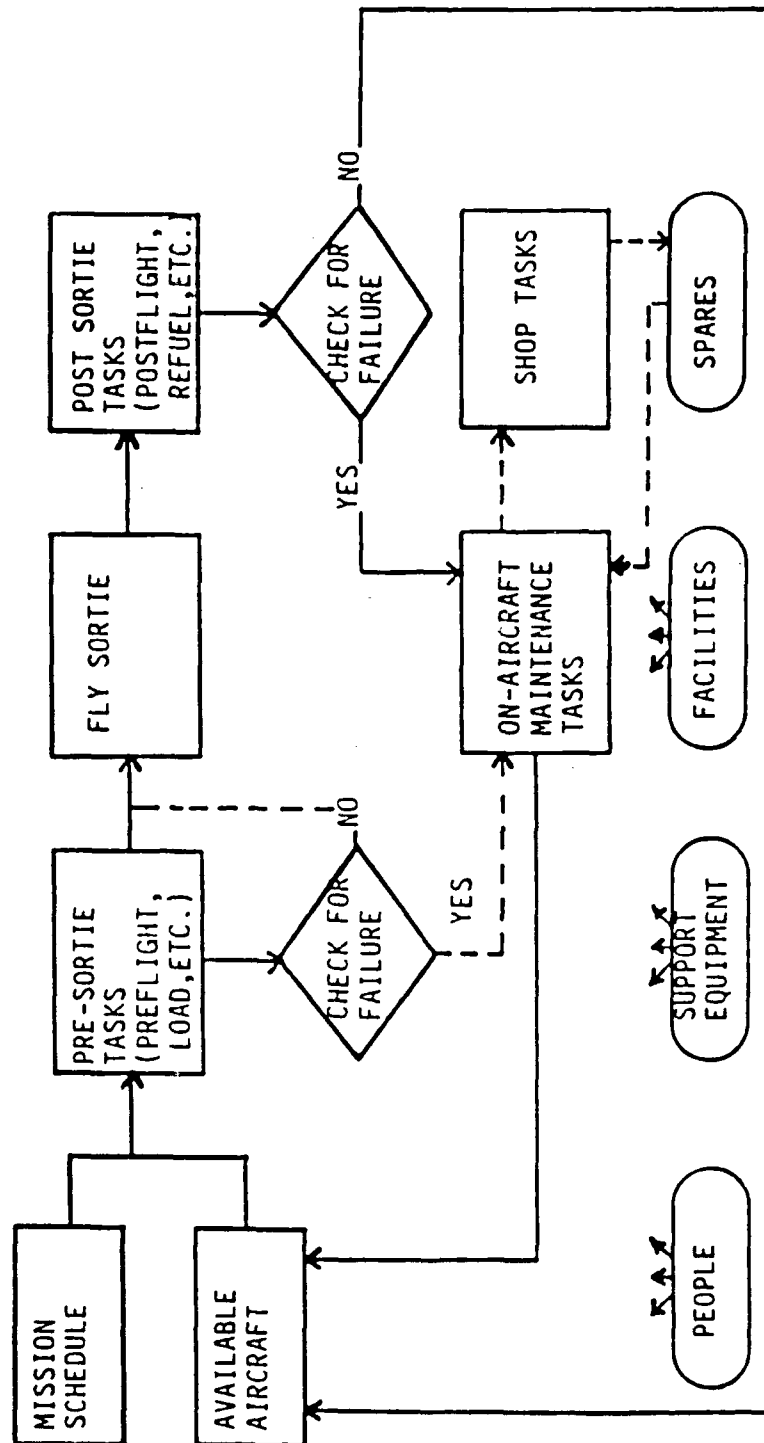 MISSION
SCHEDULE
AVAILABLE
AIRCRAFT
PRE-SORTIE
TASKS
(PREFLIGHT,
LOAD,ETC.)
FLY SORTIE
POST SORTIE
TASKS
(POSTFLIGHT,
REFUEL,ETC.)
CHECK FOR
FAILURE
NO
YES
CHECK FOR
FAILURE
YES
NO
ON-AIRCRAFT
MAINTENANCE
TASKS
SHOP TASKS
PEOPLE
SUPPORT
EQUIPMENT
FACILITIES
SPARES